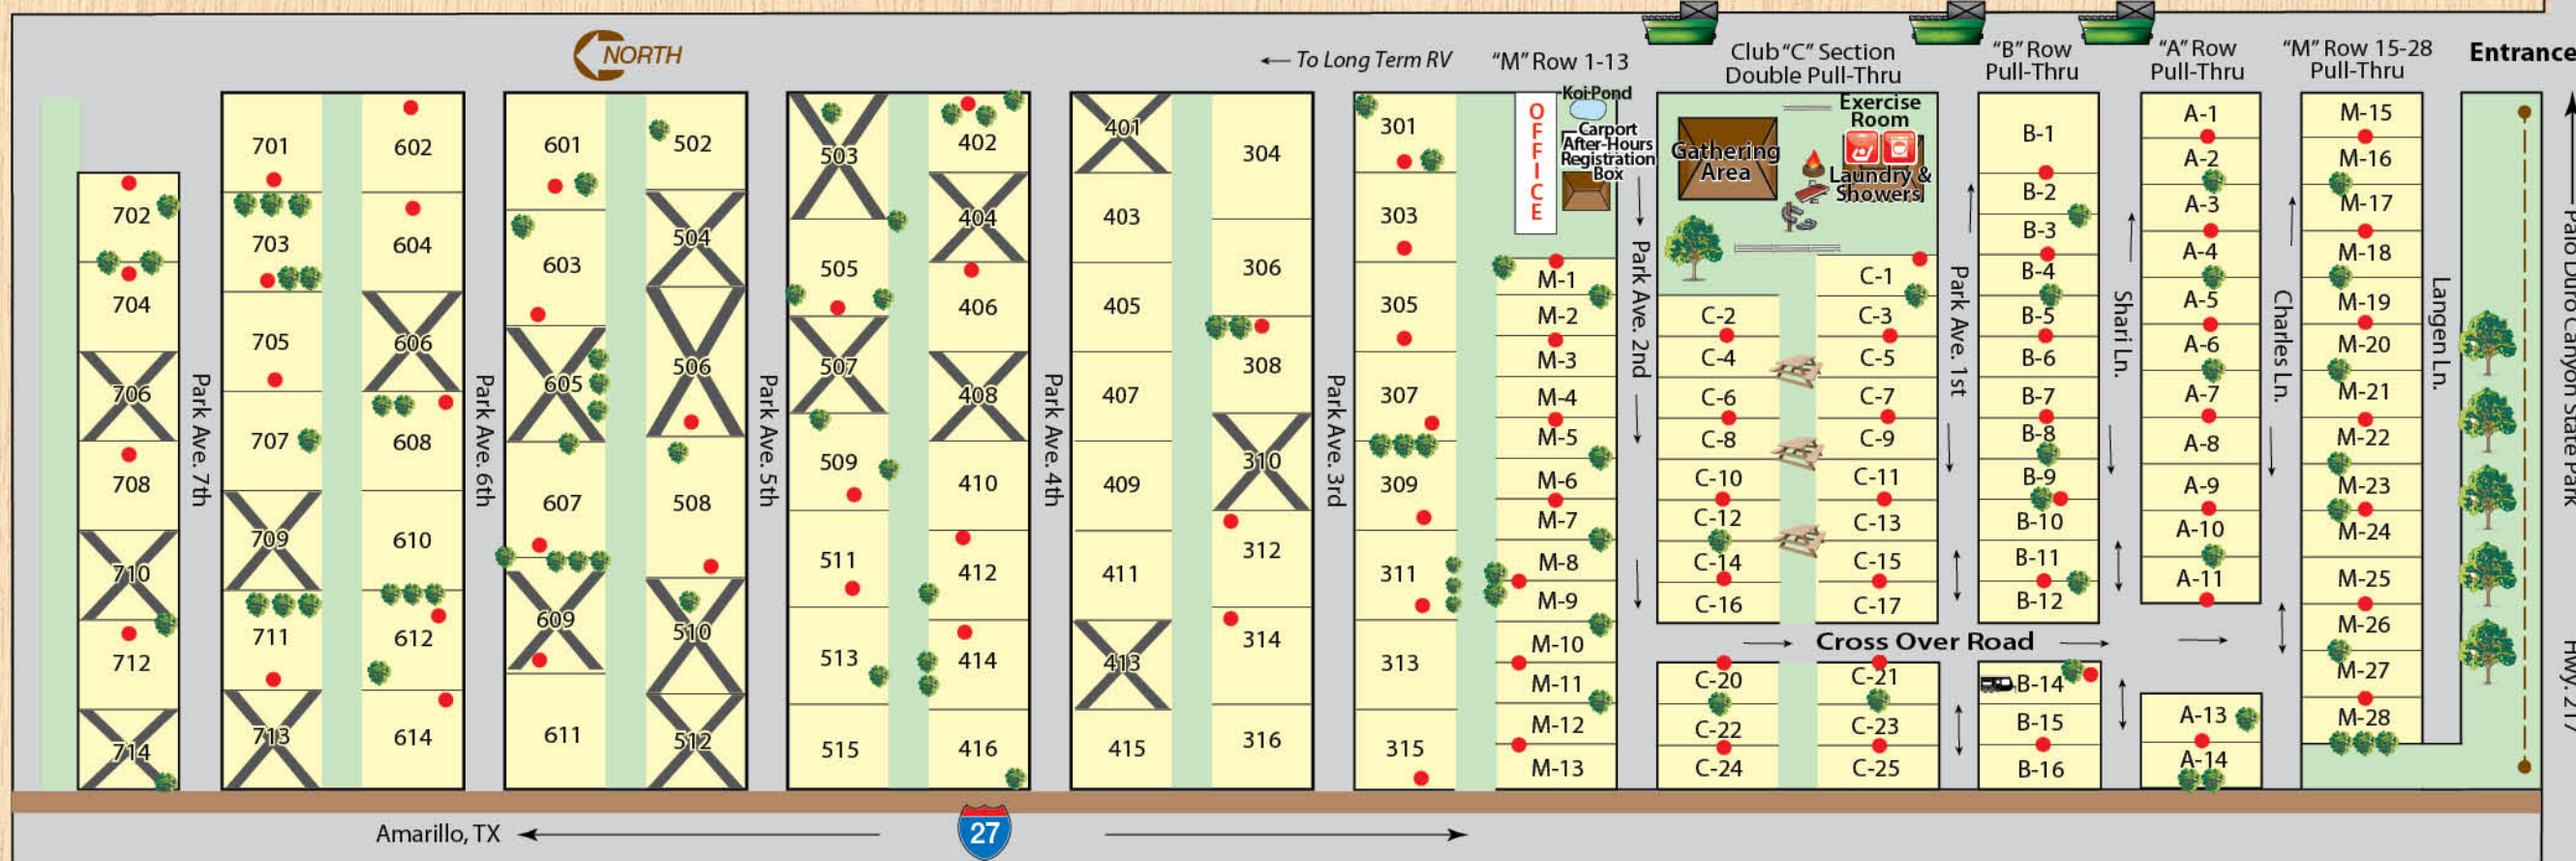 NORTH
← To Long Term RV
"M" Row 1-13
Club "C" Section
Double Pull-Thru
"B" Row
Pull-Thru
"A" Row
Pull-Thru
"M" Row 15-28
Pull-Thru
Entrance
702
704
706
708
710
712
714
Park Ave. 7th
701
703
705
707
709
711
713
602
604
606
608
610
612
614
Park Ave. 6th
601
603
605
607
609
611
502
504
506
508
510
512
Park Ave. 5th
503
505
507
509
511
513
515
402
404
406
408
410
412
414
416
Park Ave. 4th
401
403
405
407
409
411
413
415
304
306
308
310
312
314
316
Park Ave. 3rd
301
303
305
307
309
311
313
315
OFFICE
Koi Pond
Carport
After-Hours
Registration
Box
M-1
M-2
M-3
M-4
M-5
M-6
M-7
M-8
M-9
M-10
M-11
M-12
M-13
Park Ave. 2nd
Gathering
Area
Exercise
Room
Laundry &
Showers
C-2
C-4
C-6
C-8
C-10
C-12
C-14
C-16
C-1
C-3
C-5
C-7
C-9
C-11
C-13
C-15
C-17
Cross Over Road
C-20
C-22
C-24
C-21
C-23
C-25
Park Ave. 1st
B-1
B-2
B-3
B-4
B-5
B-6
B-7
B-8
B-9
B-10
B-11
B-12
B-14
B-15
B-16
Shari Ln.
A-1
A-2
A-3
A-4
A-5
A-6
A-7
A-8
A-9
A-10
A-11
A-13
A-14
Charles Ln.
M-15
M-16
M-17
M-18
M-19
M-20
M-21
M-22
M-23
M-24
M-25
M-26
M-27
M-28
Langen Ln.
Palo Duro Canyon State Park
Hwy. 217
Amarillo, TX
27